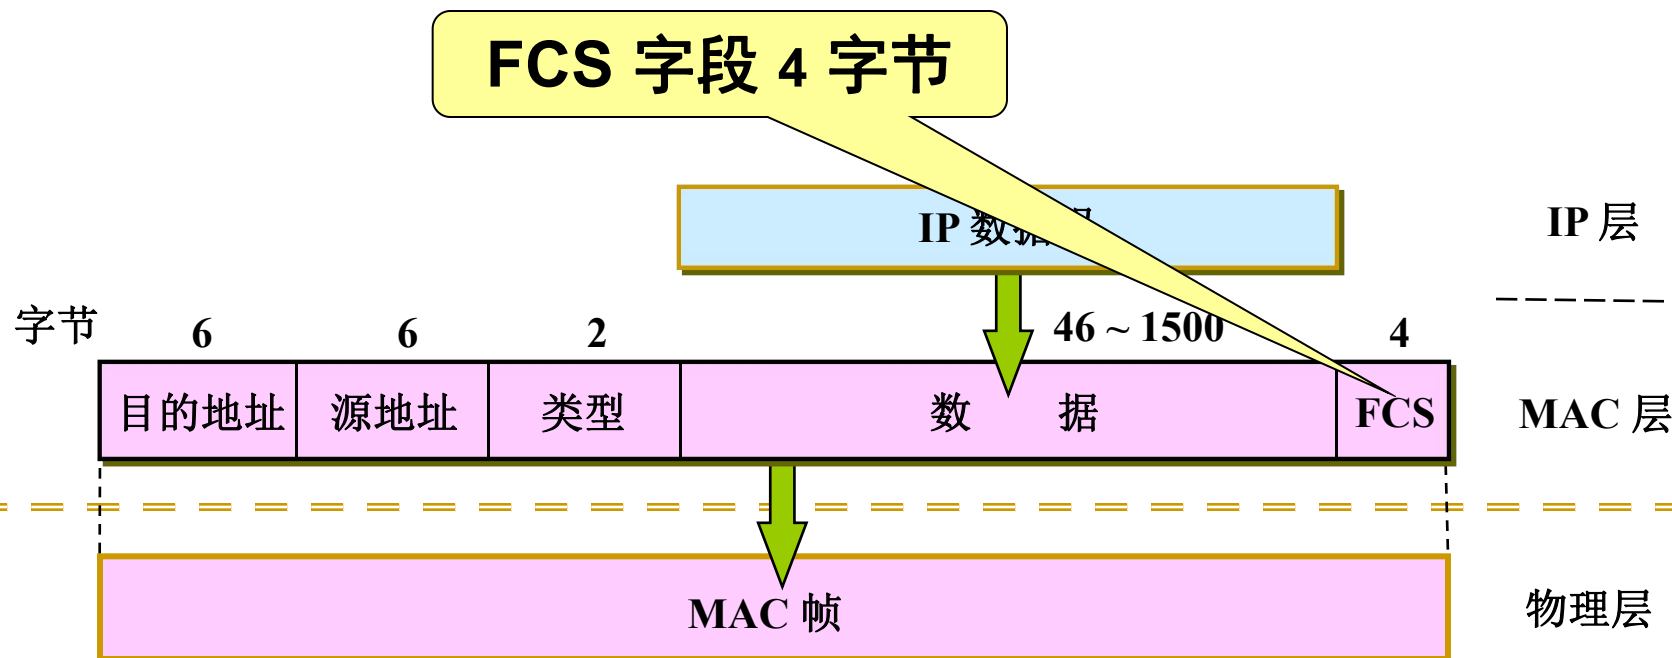 FCS 字段 4 字节
IP 数据
IP 层
字节 6 6 2 46 ~ 1500 4
目的地址 源地址 类型 数 据 FCS MAC 层
MAC 帧 物理层